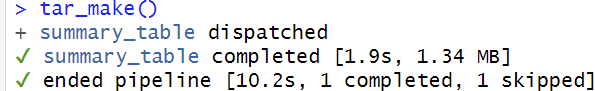 > tar_make()
+ summary_table dispatched
✓ summary_table completed [1.9s, 1.34 MB]
✓ ended pipeline [10.2s, 1 completed, 1 skipped]